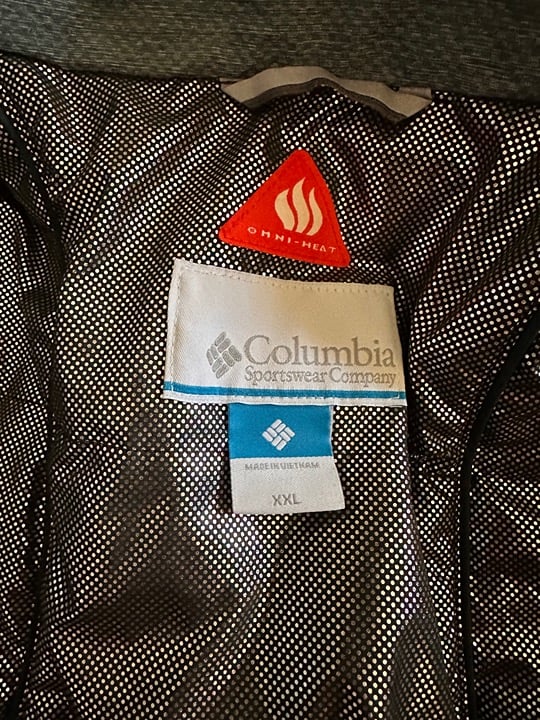 OMNI-HEAT
Columbia
Sportswear Company
MADE IN VIETNAM
XXL